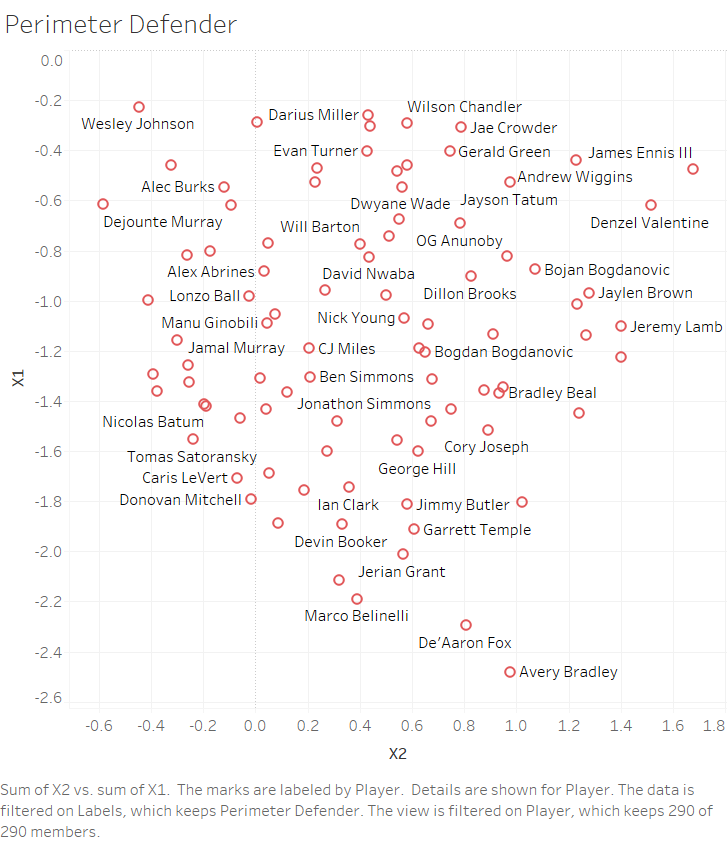 Perimeter Defender
0.0
-0.2
Wilson Chandler
Darius Miller
Wesley Johnson
Jae Crowder
-0.4
Evan Turner
Gerald Green
James Ennis III
Andrew Wiggins
Alec Burks
-0.6
Dwyane Wade
Jayson Tatum
Dejounte Murray
Denzel Valentine
Will Barton
OG Anunoby
-0.8
Alex Abrines
David Nwaba
Bojan Bogdanovic
Lonzo Ball
Dillon Brooks
Jaylen Brown
-1.0
Manu Ginobili
Nick Young
Jeremy Lamb
-1.2
Jamal Murray
CJ Miles
Bogdan Bogdanovic
X1
Ben Simmons
-1.4
Jonathon Simmons
Bradley Beal
Nicolas Batum
Cory Joseph
-1.6
Tomas Satoransky
George Hill
Caris LeVert
-1.8
Donovan Mitchell
Ian Clark
Jimmy Butler
Garrett Temple
Devin Booker
-2.0
Jerian Grant
-2.2
Marco Belinelli
De’Aaron Fox
-2.4
Avery Bradley
-2.6
-0.6 -0.4 -0.2 0.0 0.2 0.4 0.6 0.8 1.0 1.2 1.4 1.6 1.8
X2
Sum of X2 vs. sum of X1. The marks are labeled by Player. Details are shown for Player. The data is
filtered on Labels, which keeps Perimeter Defender. The view is filtered on Player, which keeps 290 of
290 members.